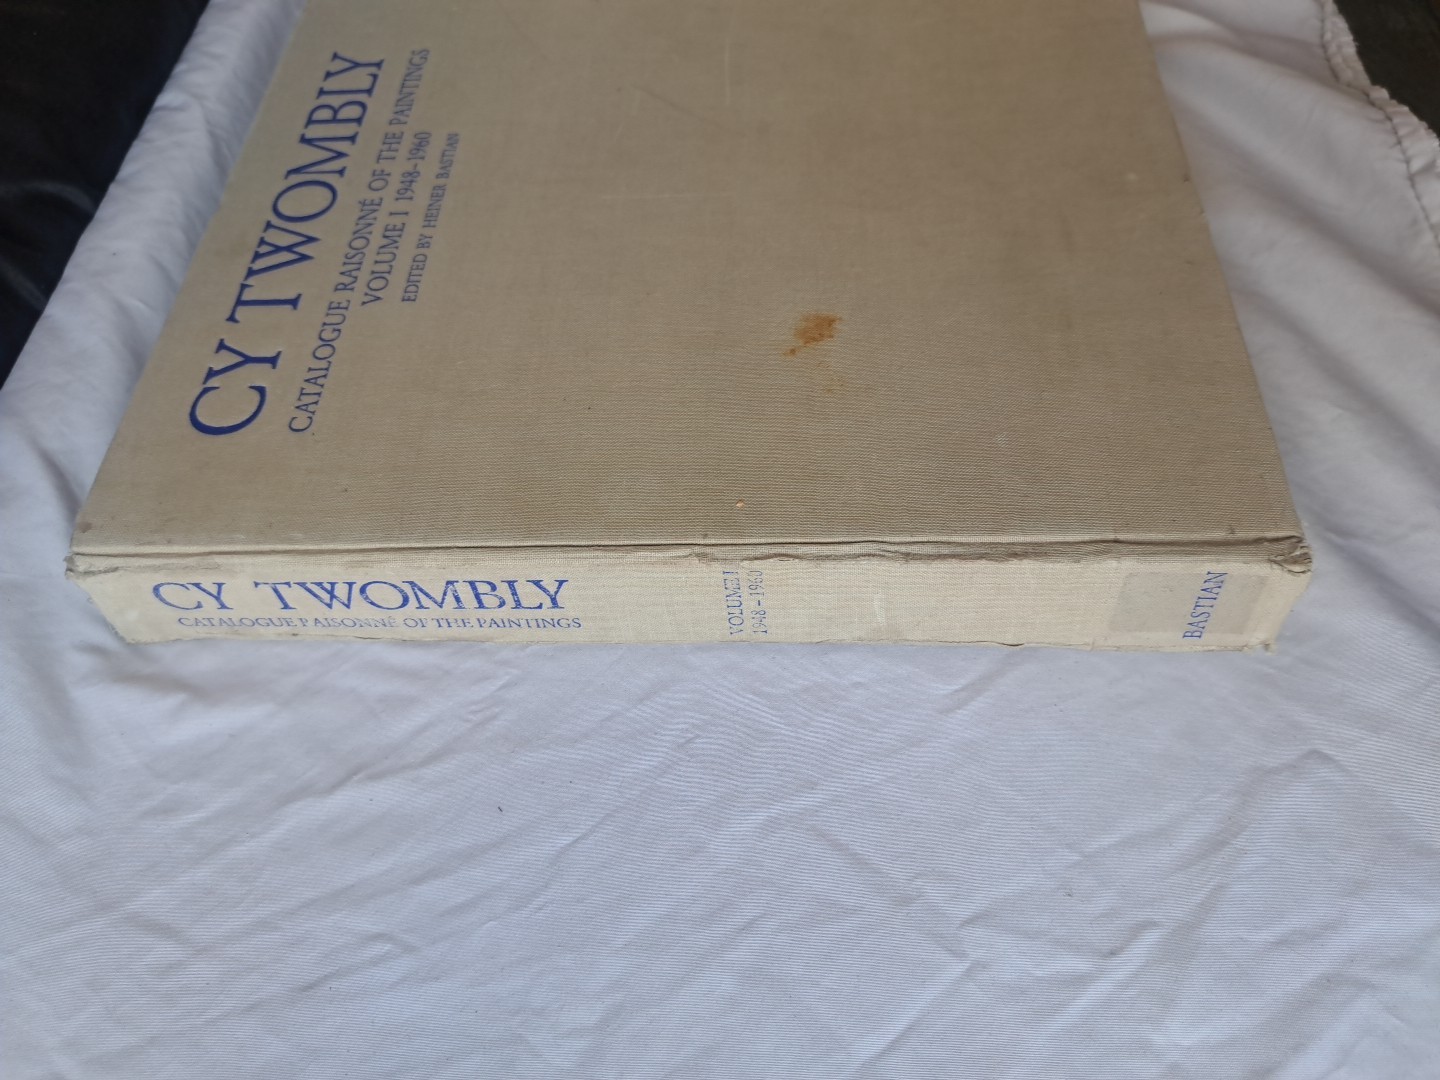 CY TWOMBLY
CATALOGUE RAISONNÉ OF THE PAINTINGS
VOLUME I 1948–1960
EDITED BY HEINER BASTIAN
CY TWOMBLY
CATALOGUE RAISONNÉ OF THE PAINTINGS
VOLUME I
1948–1960
BASTIAN